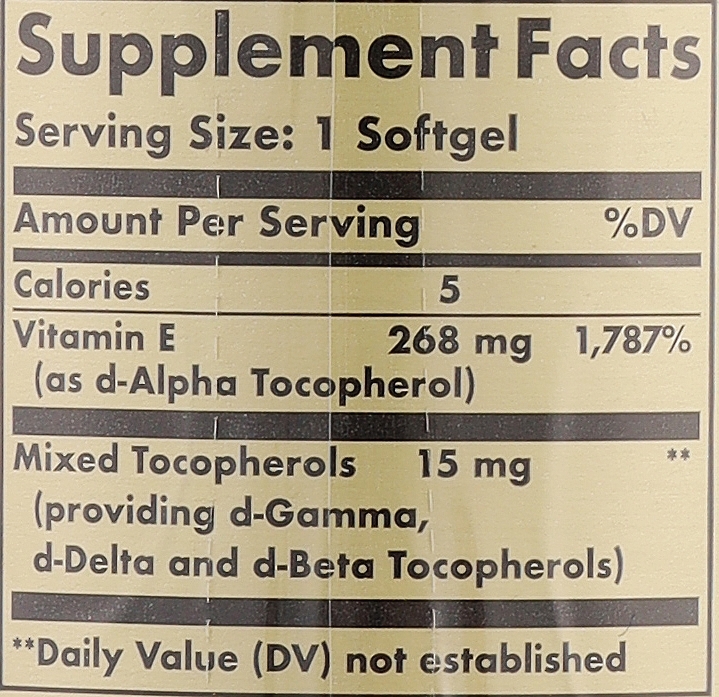 Supplement Facts
Serving Size: 1 Softgel
Amount Per Serving %DV
Calories 5
Vitamin E 268 mg 1,787%
(as d-Alpha Tocopherol)
Mixed Tocopherols 15 mg **
(providing d-Gamma,
d-Delta and d-Beta Tocopherols)
**Daily Value (DV) not established